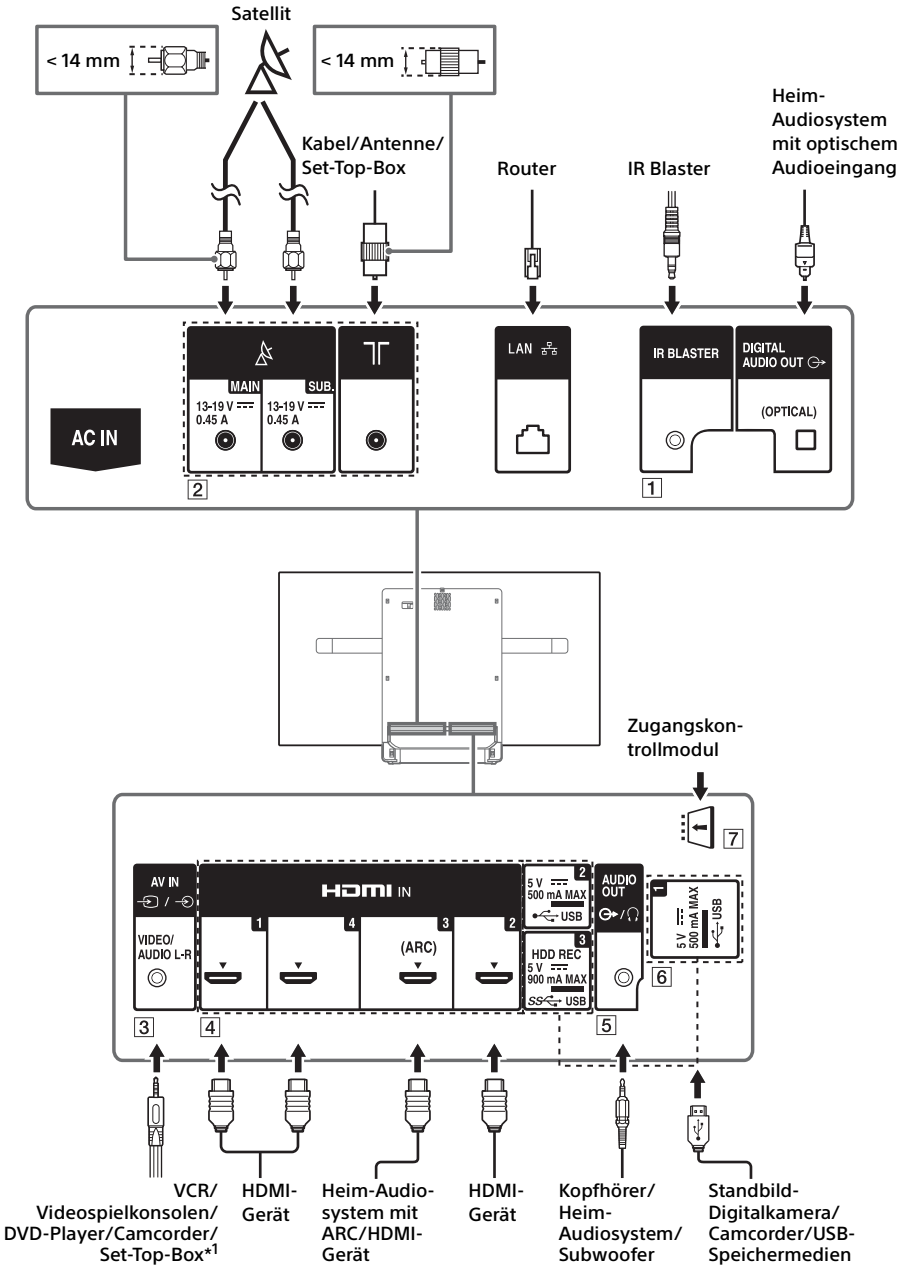 Satellit
< 14 mm
< 14 mm
Kabel/Antenne/
Set-Top-Box
Router
IR Blaster
Heim-
Audiosystem
mit optischem
Audioeingang
AC IN
MAIN
13-19 V
0.45 A
SUB.
13-19 V
0.45 A
2
LAN
IR BLASTER
1
DIGITAL
AUDIO OUT
(OPTICAL)
Zugangskon-
trollmodul
7
AV IN
/
VIDEO/
AUDIO L-R
3
HDMI IN
1
4
(ARC)
3
2
4
2
5 V
500 mA MAX
USB
3
HDD REC
5 V
900 mA MAX
SS USB
AUDIO
OUT
/
5
1
5 V
500 mA MAX
USB
6
VCR/
Videospielkonsolen/
DVD-Player/Camcorder/
Set-Top-Box*1
HDMI-
Gerät
Heim-Audio-
system mit
ARC/HDMI-
Gerät
HDMI-
Gerät
Kopfhörer/
Heim-
Audiosystem/
Subwoofer
Standbild-
Digitalkamera/
Camcorder/USB-
Speichermedien